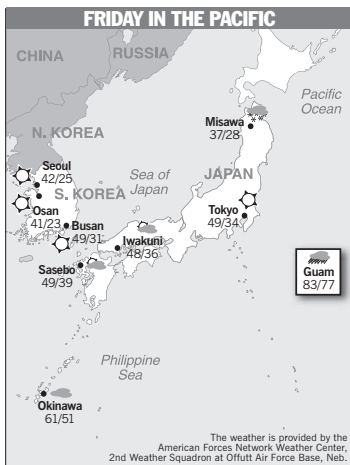 FRIDAY IN THE PACIFIC
CHINA
RUSSIA
Pacific
Ocean
Misawa
37/28
N. KOREA
Seoul
42/25
Sea of
Japan
JAPAN
S. KOREA
Osan
41/23
Busan
49/31
Tokyo
49/34
Iwakuni
48/36
Sasebo
49/39
Guam
83/77
Philippine
Sea
Okinawa
61/51
The weather is provided by the
American Forces Network Weather Center,
2nd Weather Squadron at Offutt Air Force Base, Neb.